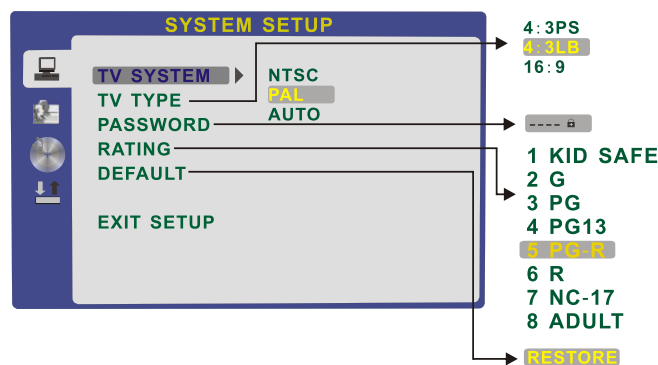 SYSTEM SETUP
TV SYSTEM
TV TYPE
PASSWORD
RATING
DEFAULT
EXIT SETUP
NTSC
PAL
AUTO
4:3PS
4:3LB
16:9
----
1 KID SAFE
2 G
3 PG
4 PG13
5 PG-R
6 R
7 NC-17
8 ADULT
RESTORE